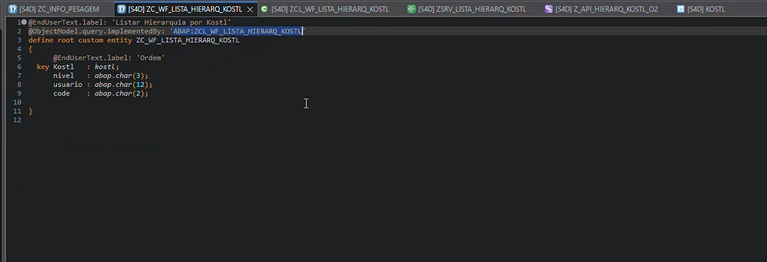 [S4D] ZC_INFO_PESAGEM
[S4D] ZC_WF_LISTA_HIERARQ_KOSTL
[S4D] ZCL_WF_LISTA_HIERARQ_KOSTL
[S4D] ZSRV_LISTA_HIERARQ_KOSTL
[S4D] Z_API_HIERARQ_KOSTL_O2
[S4D] KOSTL
1 @EndUserText.label: 'Listar Hierarquia por Kostl'
2 @ObjectModel.query.implementedBy: 'ABAP:ZCL_WF_LISTA_HIERARQ_KOSTL'
3 define root custom entity ZC_WF_LISTA_HIERARQ_KOSTL
4 {
5 @EndUserText.label: 'Ordem'
6 key Kostl : kostl;
7 nivel : abap.char(3);
8 usuario : abap.char(12);
9 code : abap.char(2);
10
11 }
12